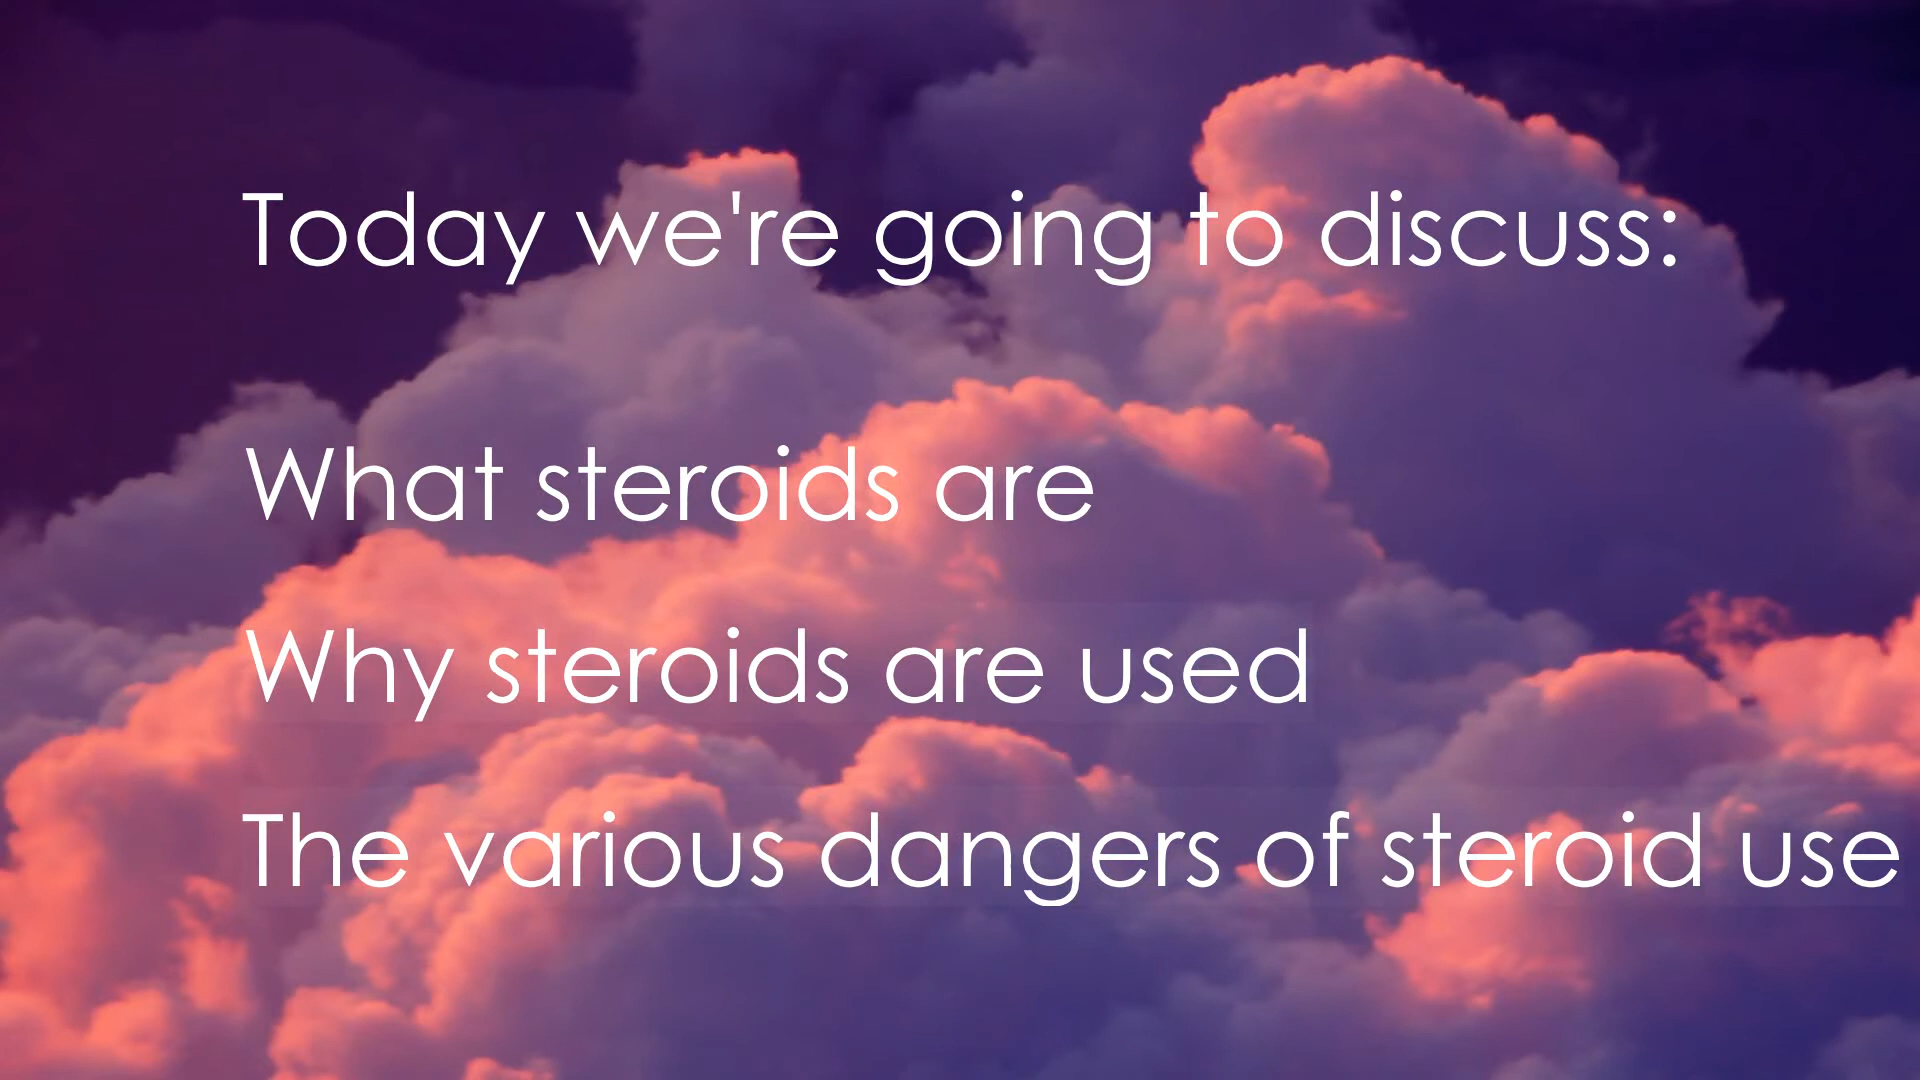 Today we're going to discuss:
What steroids are
Why steroids are used
The various dangers of steroid use